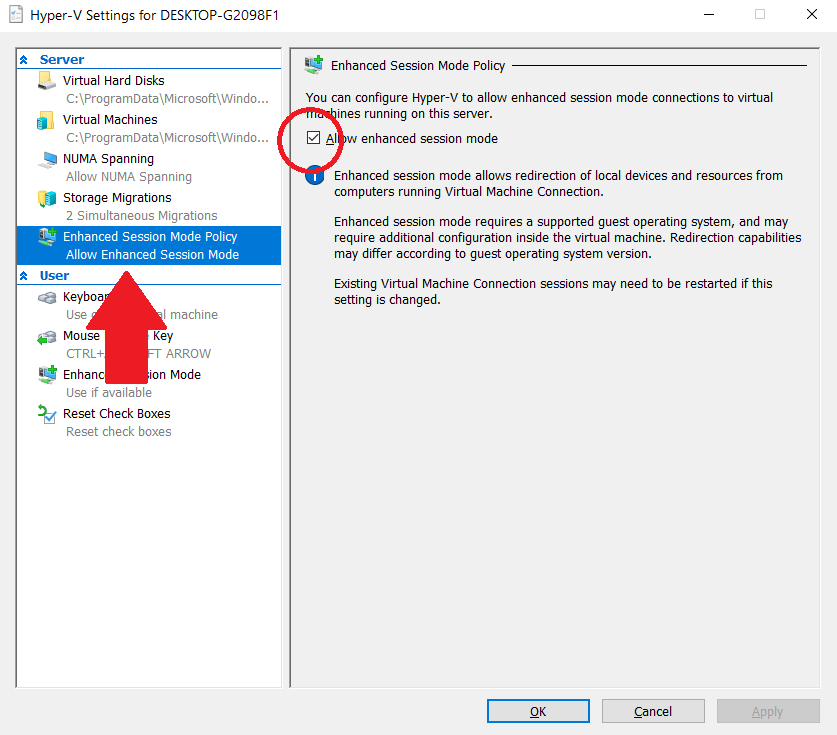 Hyper-V Settings for DESKTOP-G2098F1
Server
Virtual Hard Disks
C:\ProgramData\Microsoft\Windo...
Virtual Machines
C:\ProgramData\Microsoft\Windo...
NUMA Spanning
Allow NUMA Spanning
Storage Migrations
2 Simultaneous Migrations
Enhanced Session Mode Policy
Allow Enhanced Session Mode
User
Keyboar
Use al machine
Mouse Key
CTRL+ FT ARROW
Enhanc sion Mode
Use if available
Reset Check Boxes
Reset check boxes
Enhanced Session Mode Policy
You can configure Hyper-V to allow enhanced session mode connections to virtual
machines running on this server.
Allow enhanced session mode
Enhanced session mode allows redirection of local devices and resources from
computers running Virtual Machine Connection.
Enhanced session mode requires a supported guest operating system, and may
require additional configuration inside the virtual machine. Redirection capabilities
may differ according to guest operating system version.
Existing Virtual Machine Connection sessions may need to be restarted if this
setting is changed.
OK
Cancel
Apply